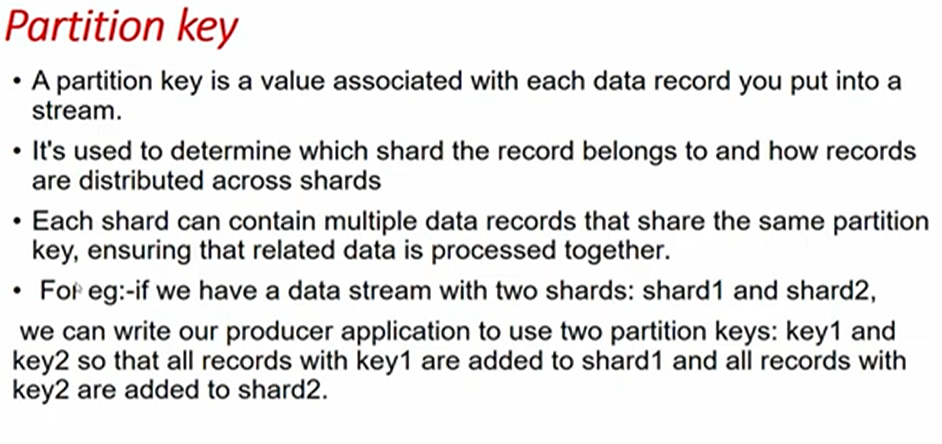 Partition key
• A partition key is a value associated with each data record you put into a
stream.
• It's used to determine which shard the record belongs to and how records
are distributed across shards
• Each shard can contain multiple data records that share the same partition
key, ensuring that related data is processed together.
• For eg:-if we have a data stream with two shards: shard1 and shard2,
we can write our producer application to use two partition keys: key1 and
key2 so that all records with key1 are added to shard1 and all records with
key2 are added to shard2.